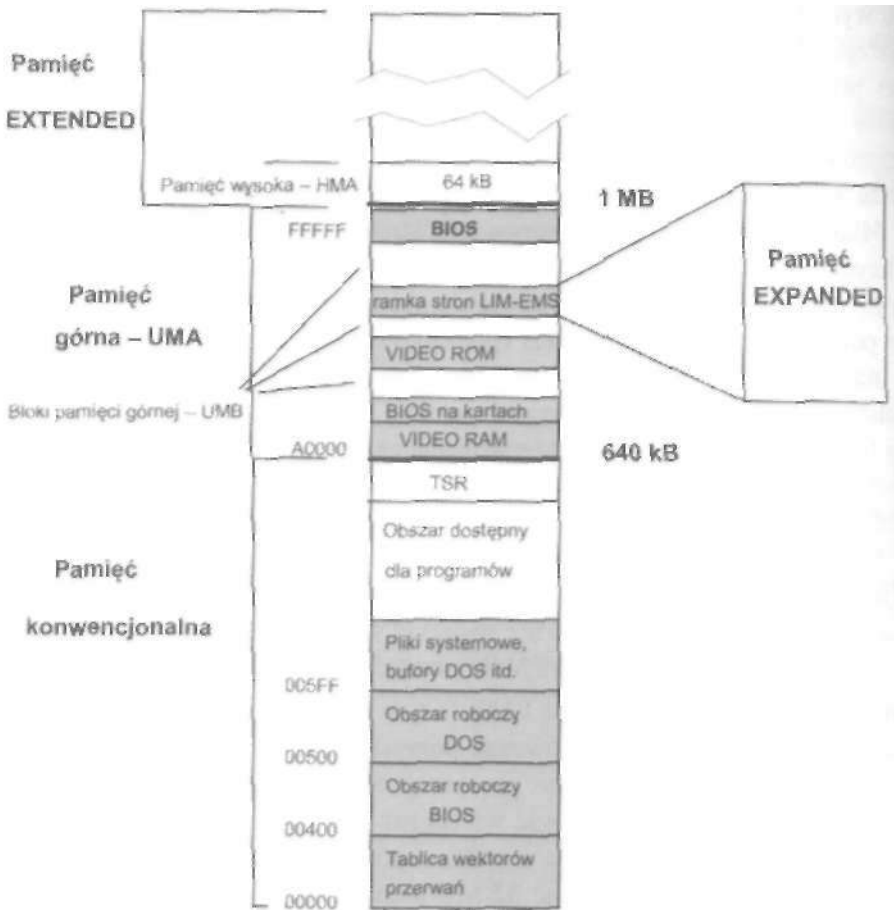 Pamięć
EXTENDED
Pamięć wysoka – HMA
64 kB
1 MB
FFFFF
BIOS
Pamięć
EXPANDED
Pamięć
górna – UMA
ramka stron LIM-EMS
VIDEO ROM
Bloki pamięci górnej – UMB
BIOS na kartach
VIDEO RAM
A0000
640 kB
TSR
Obszar dostępny
dla programów
Pamięć
konwencjonalna
Pliki systemowe,
bufory DOS itd.
005FF
Obszar roboczy
DOS
00500
Obszar roboczy
BIOS
00400
Tablica wektorów
przerwań
00000